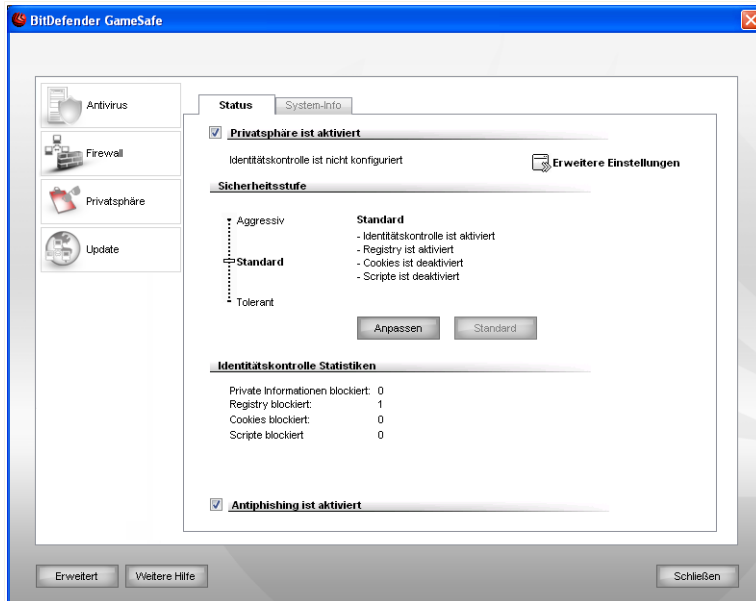 BitDefender GameSafe
Antivirus
Firewall
Privatsphäre
Update
Status
System-Info
Privatsphäre ist aktiviert
Identitätskontrolle ist nicht konfiguriert
Erweitere Einstellungen
Sicherheitsstufe
Aggressiv
Standard
Tolerant
Standard
- Identitätskontrolle ist aktiviert
- Registry ist aktiviert
- Cookies ist deaktiviert
- Scripte ist deaktiviert
Anpassen
Standard
Identitätskontrolle Statistiken
Private Informationen blockiert: 0
Registry blockiert: 1
Cookies blockiert: 0
Scripte blockiert 0
Antiphishing ist aktiviert
Erweitert
Weitere Hilfe
Schließen